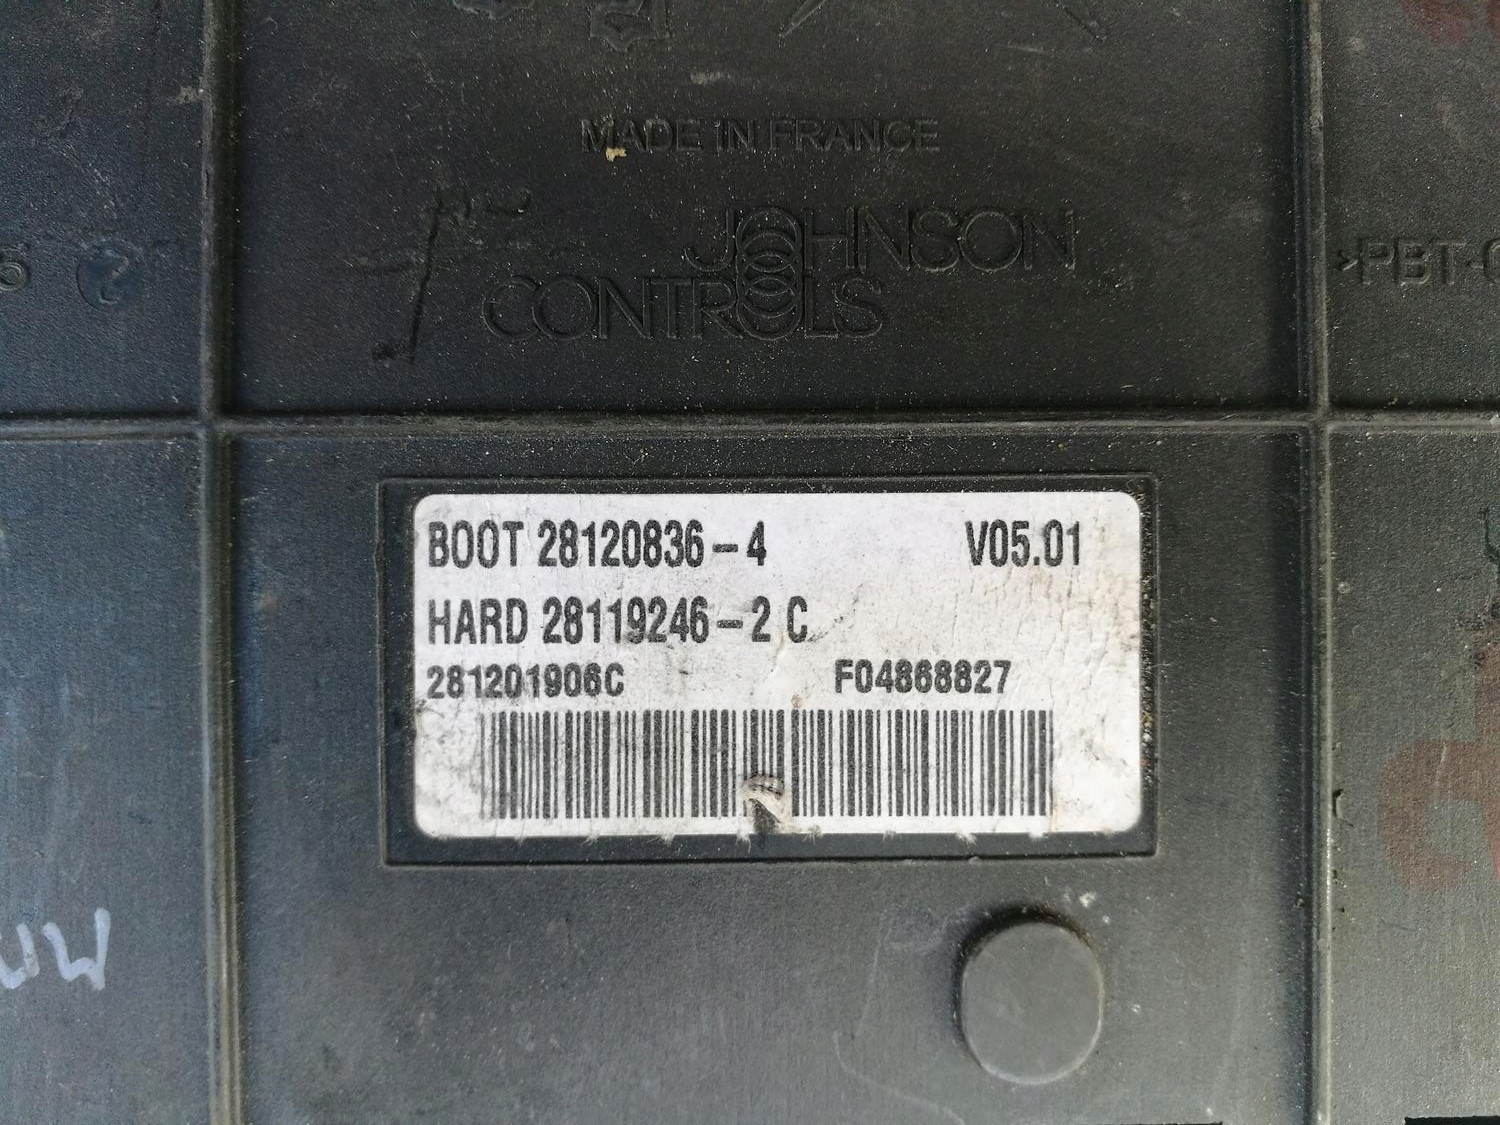 MADE IN FRANCE
JOHNSON
CONTROLS
>PBT-
BOOT 28120836-4 V05.01
HARD 28119246-2 C
281201906C F04868827